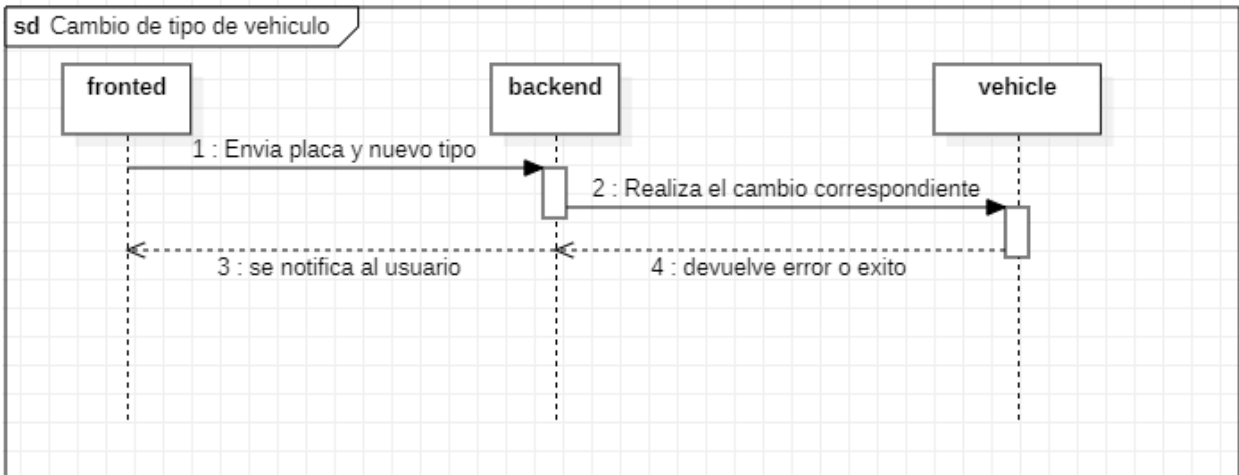 sd Cambio de tipo de vehiculo
fronted
backend
vehicle
1 : Envia placa y nuevo tipo
2 : Realiza el cambio correspondiente
3 : se notifica al usuario
4 : devuelve error o exito